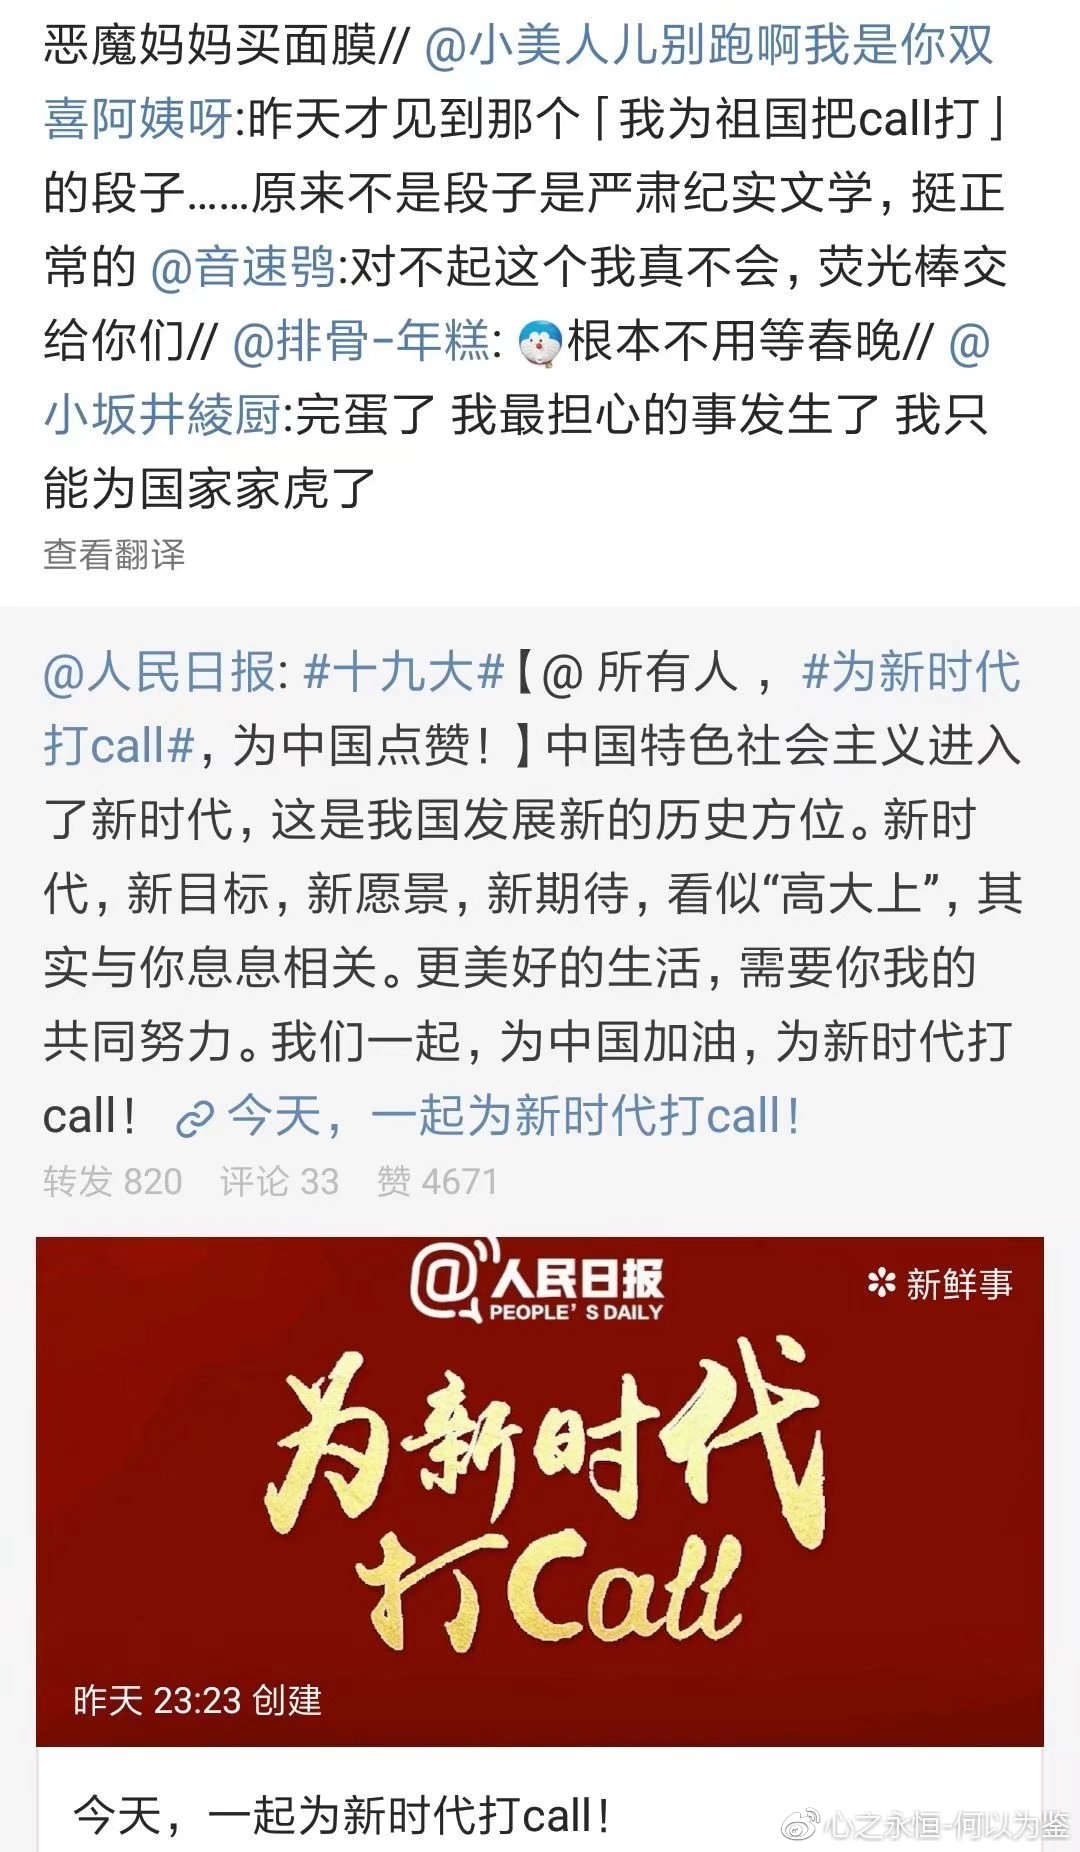 恶魔妈妈买面膜// @小美人儿别跑啊我是你双
喜阿姨呀:昨天才见到那个「我为祖国把call打」
的段子……原来不是段子是严肃纪实文学，挺正
常的 @音速鸮:对不起这个我真不会，荧光棒交
给你们// @排骨-年糕: 根本不用等春晚// @
小坂井綾厨:完蛋了 我最担心的事发生了 我只
能为国家家虎了
查看翻译
@人民日报: #十九大#【@ 所有人 ，#为新时代
打call#，为中国点赞！】中国特色社会主义进入
了新时代，这是我国发展新的历史方位。新时
代，新目标，新愿景，新期待，看似“高大上”，其
实与你息息相关。更美好的生活，需要你我的
共同努力。我们一起，为中国加油，为新时代打
call！ 今天，一起为新时代打call！
转发 820 评论 33 赞 4671
@人民日报
PEOPLE'S DAILY
新鲜事
为新时代
打Call
昨天 23:23 创建
今天，一起为新时代打call！
心之永恒-何以为鉴